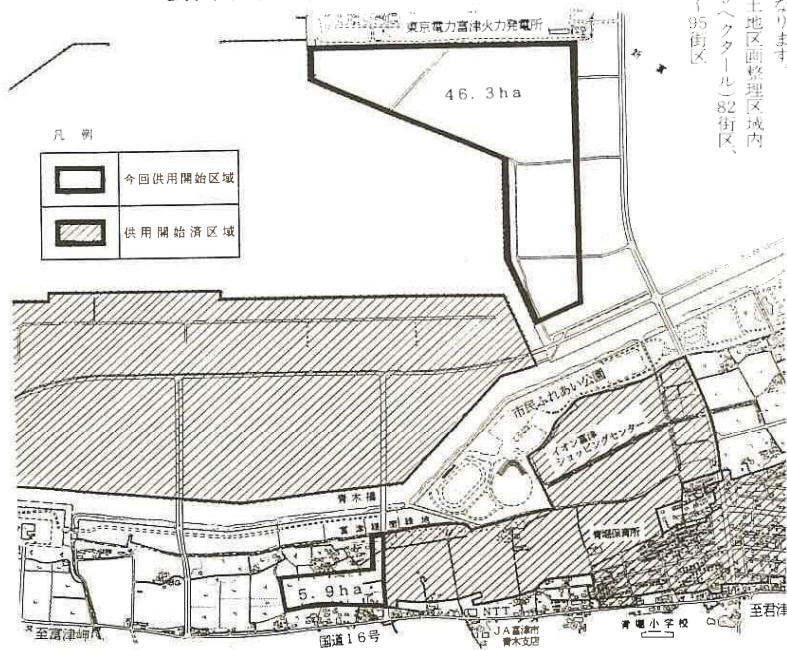 なります。
土地区画整理区域内
ヘクタール)82街区、
95街区
東京電力富津火力発電所
46.3ha
凡例
今回供用開始区域
供用開始済区域
市民ふれあい公園
イオン富津
ショッピングセンター
青木橋
富津緩衝緑地
青堀保育所
5.9ha
至富津岬
国道16号
NTT
JA富津市
青木支店
青堀小学校
至君津